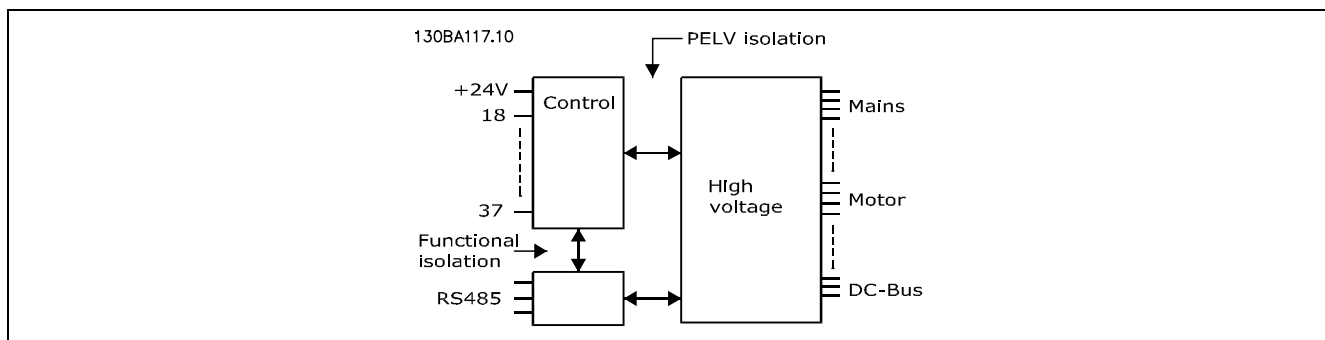 130BA117.10
PELV isolation
+24V
Control
18
Mains
High
voltage
37
Motor
Functional
isolation
RS485
DC-Bus